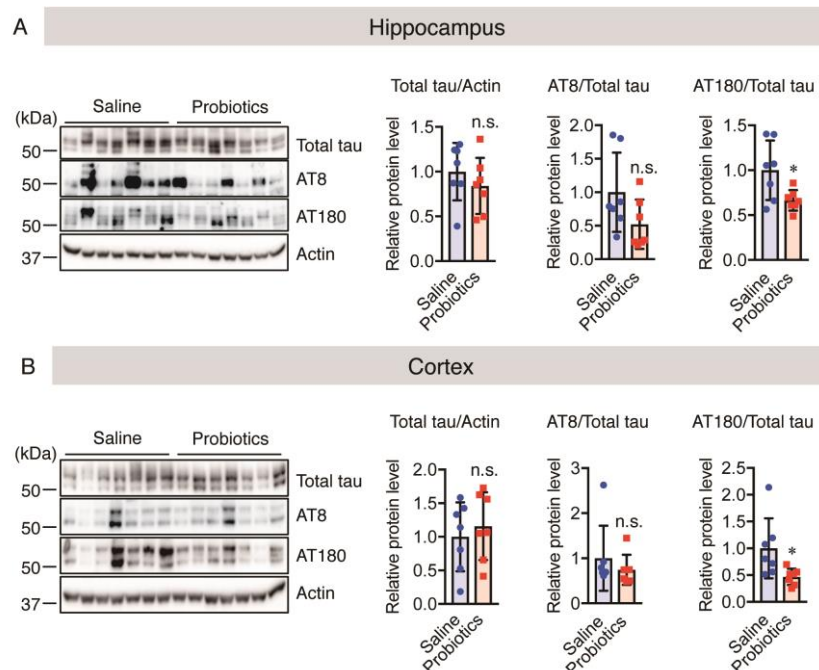 A
Hippocampus
(kDa)
Saline
Probiotics
50
Total tau
50
AT8
50
AT180
37
Actin
Total tau/Actin
Relative protein level
1.5
1.0
0.5
0.0
n.s.
Saline
Probiotics
AT8/Total tau
Relative protein level
2.0
1.5
1.0
0.5
0.0
n.s.
Saline
Probiotics
AT180/Total tau
Relative protein level
1.5
1.0
0.5
0.0
*
Saline
Probiotics
B
Cortex
(kDa)
Saline
Probiotics
50
Total tau
50
AT8
50
AT180
37
Actin
Total tau/Actin
Relative protein level
2.0
1.5
1.0
0.5
0.0
n.s.
Saline
Probiotics
AT8/Total tau
Relative protein level
3
2
1
0
n.s.
Saline
Probiotics
AT180/Total tau
Relative protein level
2.5
2.0
1.5
1.0
0.5
0.0
*
Saline
Probiotics